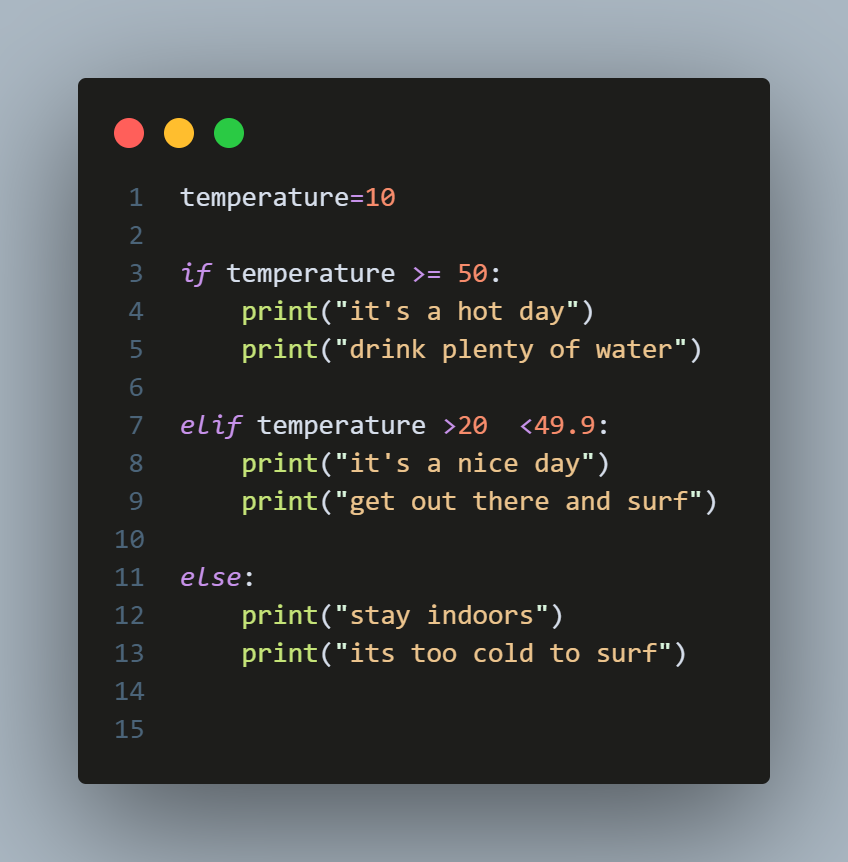 1 temperature=10
2
3 if temperature >= 50:
4     print("it's a hot day")
5     print("drink plenty of water")
6
7 elif temperature >20  <49.9:
8     print("it's a nice day")
9     print("get out there and surf")
10
11 else:
12     print("stay indoors")
13     print("its too cold to surf")
14
15